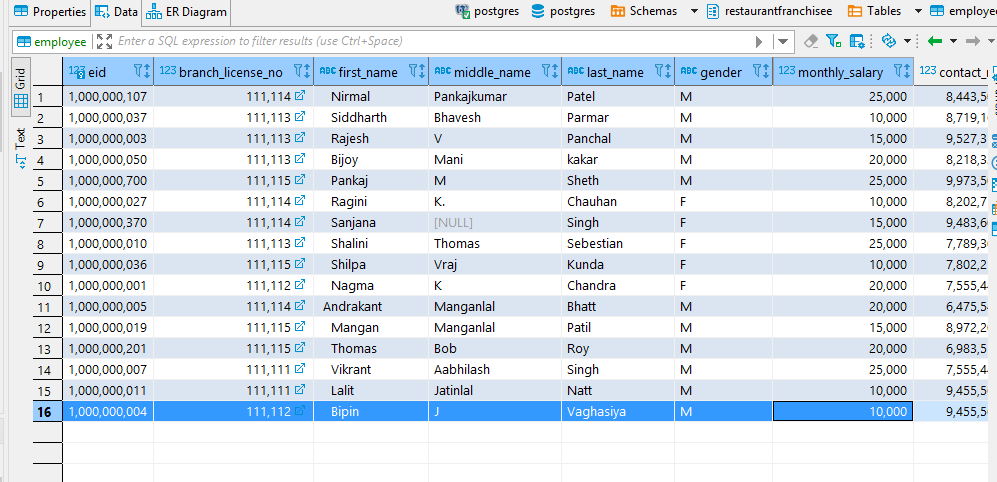 Properties Data ER Diagram postgres postgres Schemas restaurantfranchisee Tables employee
employee Enter a SQL expression to filter results (use Ctrl+Space)
Grid
Text
123 eid 123 branch_license_no ABC first_name ABC middle_name ABC last_name ABC gender 123 monthly_salary 123 contact_
1 1,000,000,107 111,114 Nirmal Pankajkumar Patel M 25,000 8,443,5
2 1,000,000,037 111,113 Siddharth Bhavesh Parmar M 10,000 8,719,1
3 1,000,000,003 111,113 Rajesh V Panchal M 15,000 9,527,3
4 1,000,000,050 111,113 Bijoy Mani kakar M 20,000 8,218,3
5 1,000,000,700 111,115 Pankaj M Sheth M 25,000 9,973,5
6 1,000,000,027 111,114 Ragini K. Chauhan F 10,000 8,202,7
7 1,000,000,370 111,114 Sanjana [NULL] Singh F 15,000 9,483,6
8 1,000,000,010 111,113 Shalini Thomas Sebestian F 25,000 7,789,3
9 1,000,000,036 111,115 Shilpa Vraj Kunda F 10,000 7,802,2
10 1,000,000,001 111,112 Nagma K Chandra F 20,000 7,555,4
11 1,000,000,005 111,114 Andrakant Manganlal Bhatt M 20,000 6,475,5
12 1,000,000,019 111,115 Mangan Manganlal Patil M 15,000 8,972,2
13 1,000,000,201 111,115 Thomas Bob Roy M 20,000 6,983,5
14 1,000,000,007 111,111 Vikrant Aabhilash Singh M 25,000 7,555,4
15 1,000,000,011 111,111 Lalit Jatinlal Natt M 10,000 9,455,5
16 1,000,000,004 111,112 Bipin J Vaghasiya M 10,000 9,455,5